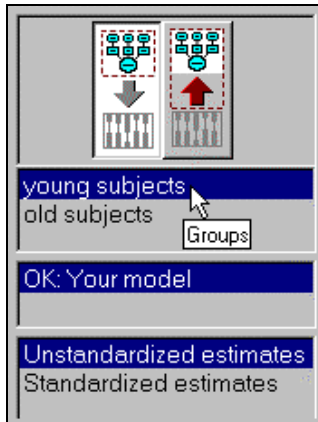 young subjects
old subjects
Groups
OK: Your model
Unstandardized estimates
Standardized estimates